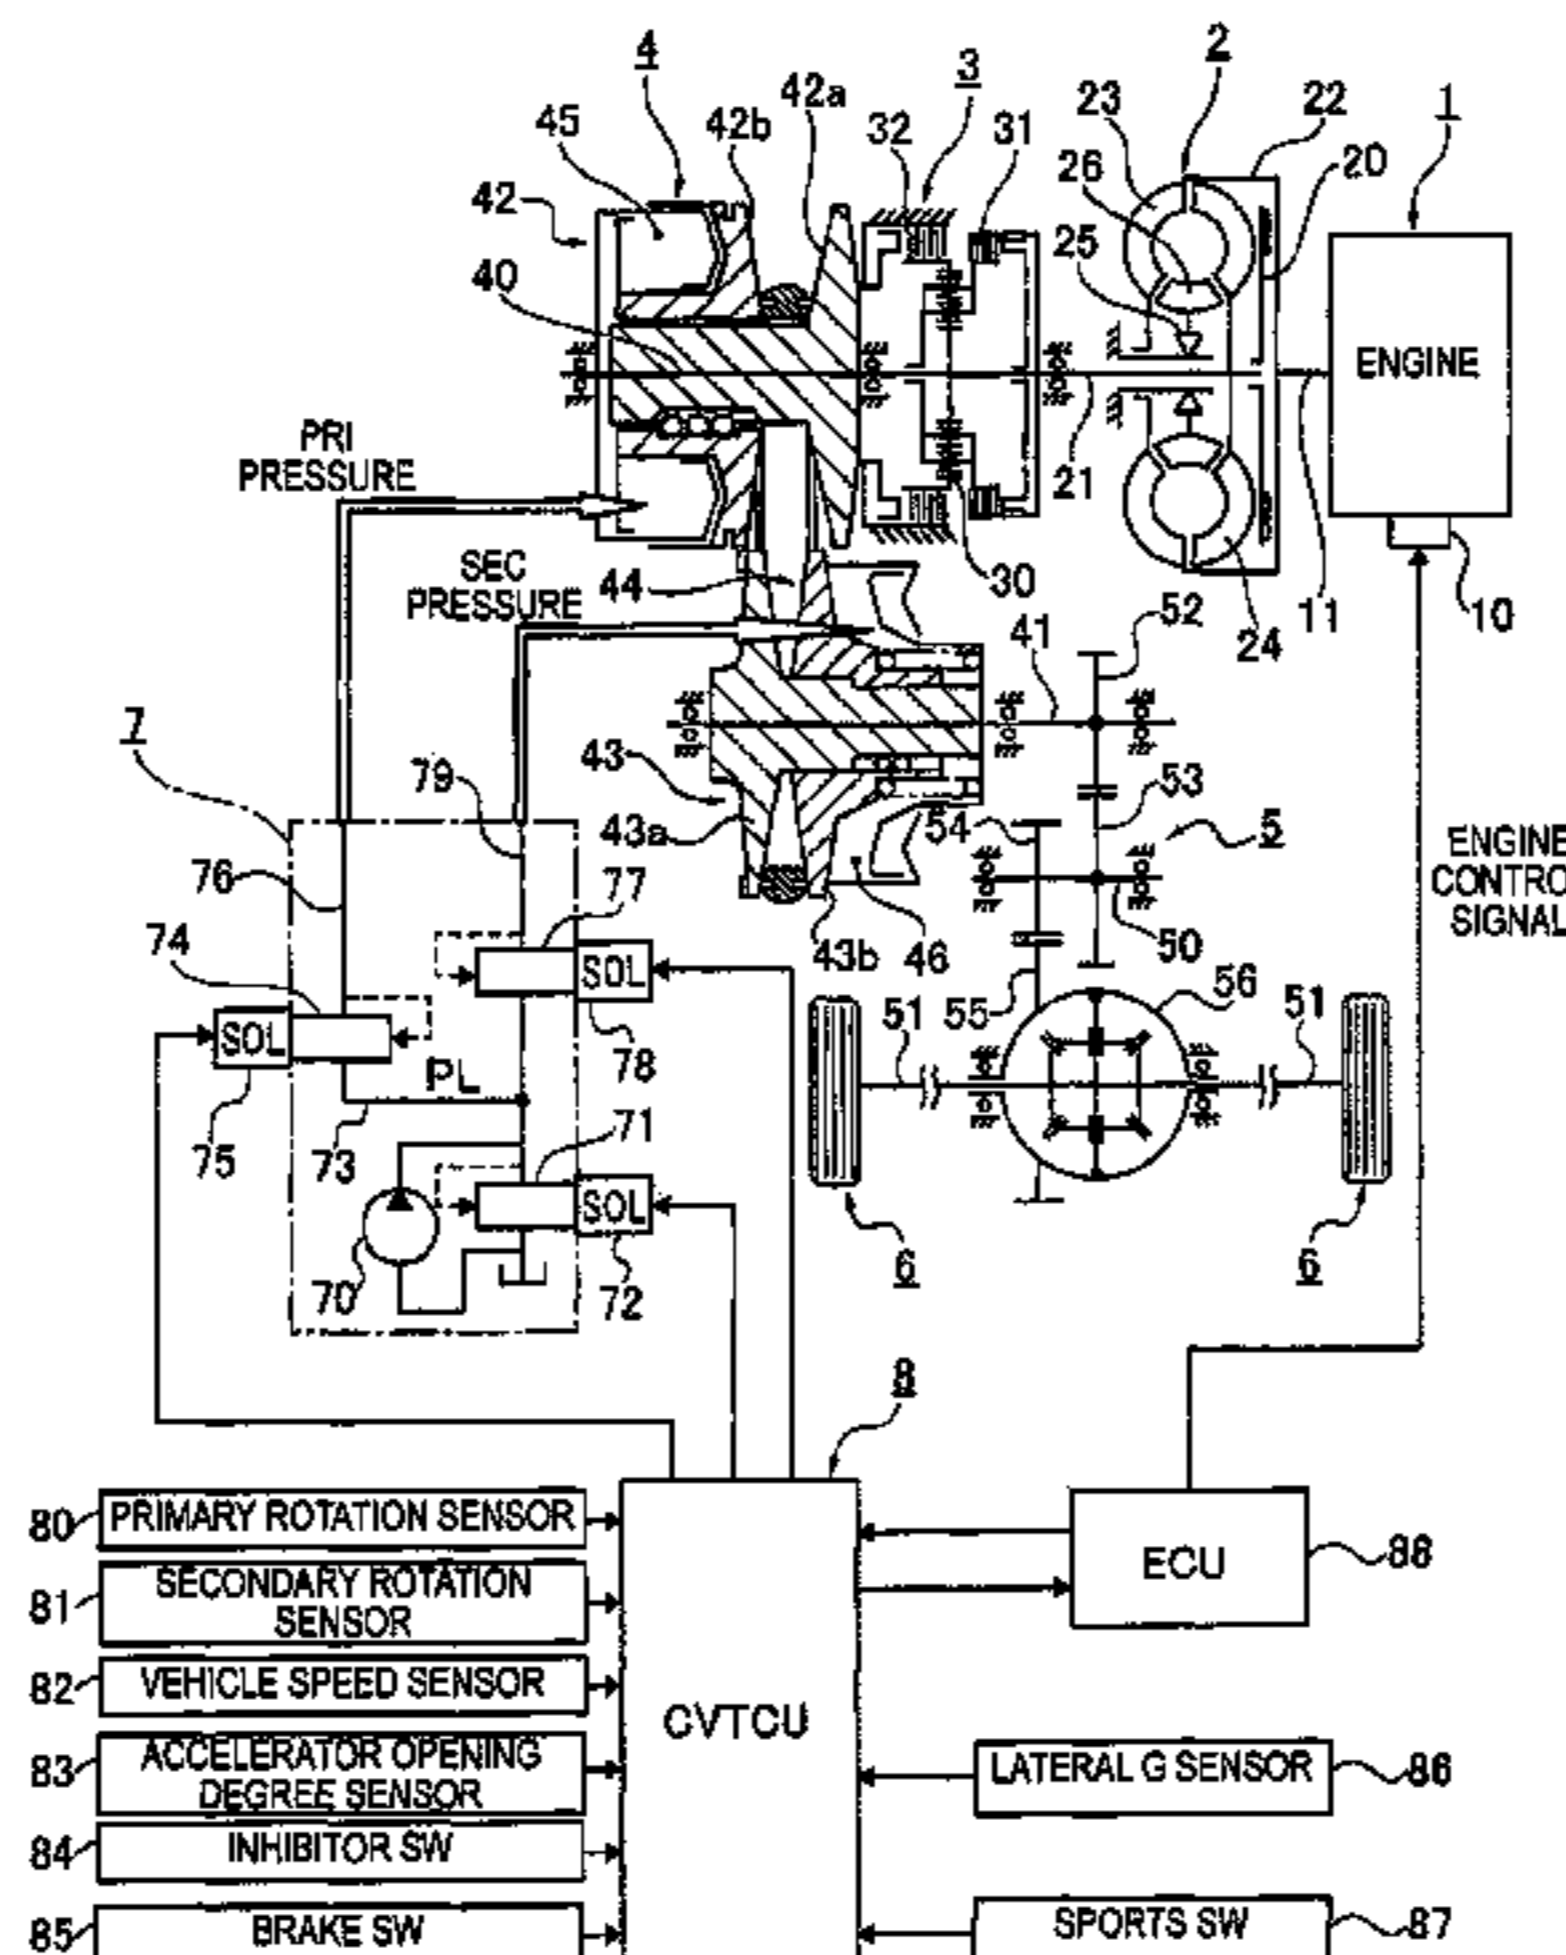 4
2
3
42a
23
22
1
45
42b
32
31
26
20
42
25
40
ENGINE
PRI
PRESSURE
21
SEC
PRESSURE
44
30
52
11
10
41
24
7
43
79
53
54
5
43a
ENGINE
CONTRO
SIGNAL
76
77
74
43b
46
50
SOL
56
51
55
51
SOL
78
PL
71
75
73
SOL
70
72
6
6
8
80
PRIMARY ROTATION SENSOR
ECU
88
81
SECONDARY ROTATION
SENSOR
82
VEHICLE SPEED SENSOR
CVTCU
83
ACCELERATOR OPENING
DEGREE SENSOR
LATERAL G SENSOR
86
84
INHIBITOR SW
85
BRAKE SW
SPORTS SW
87